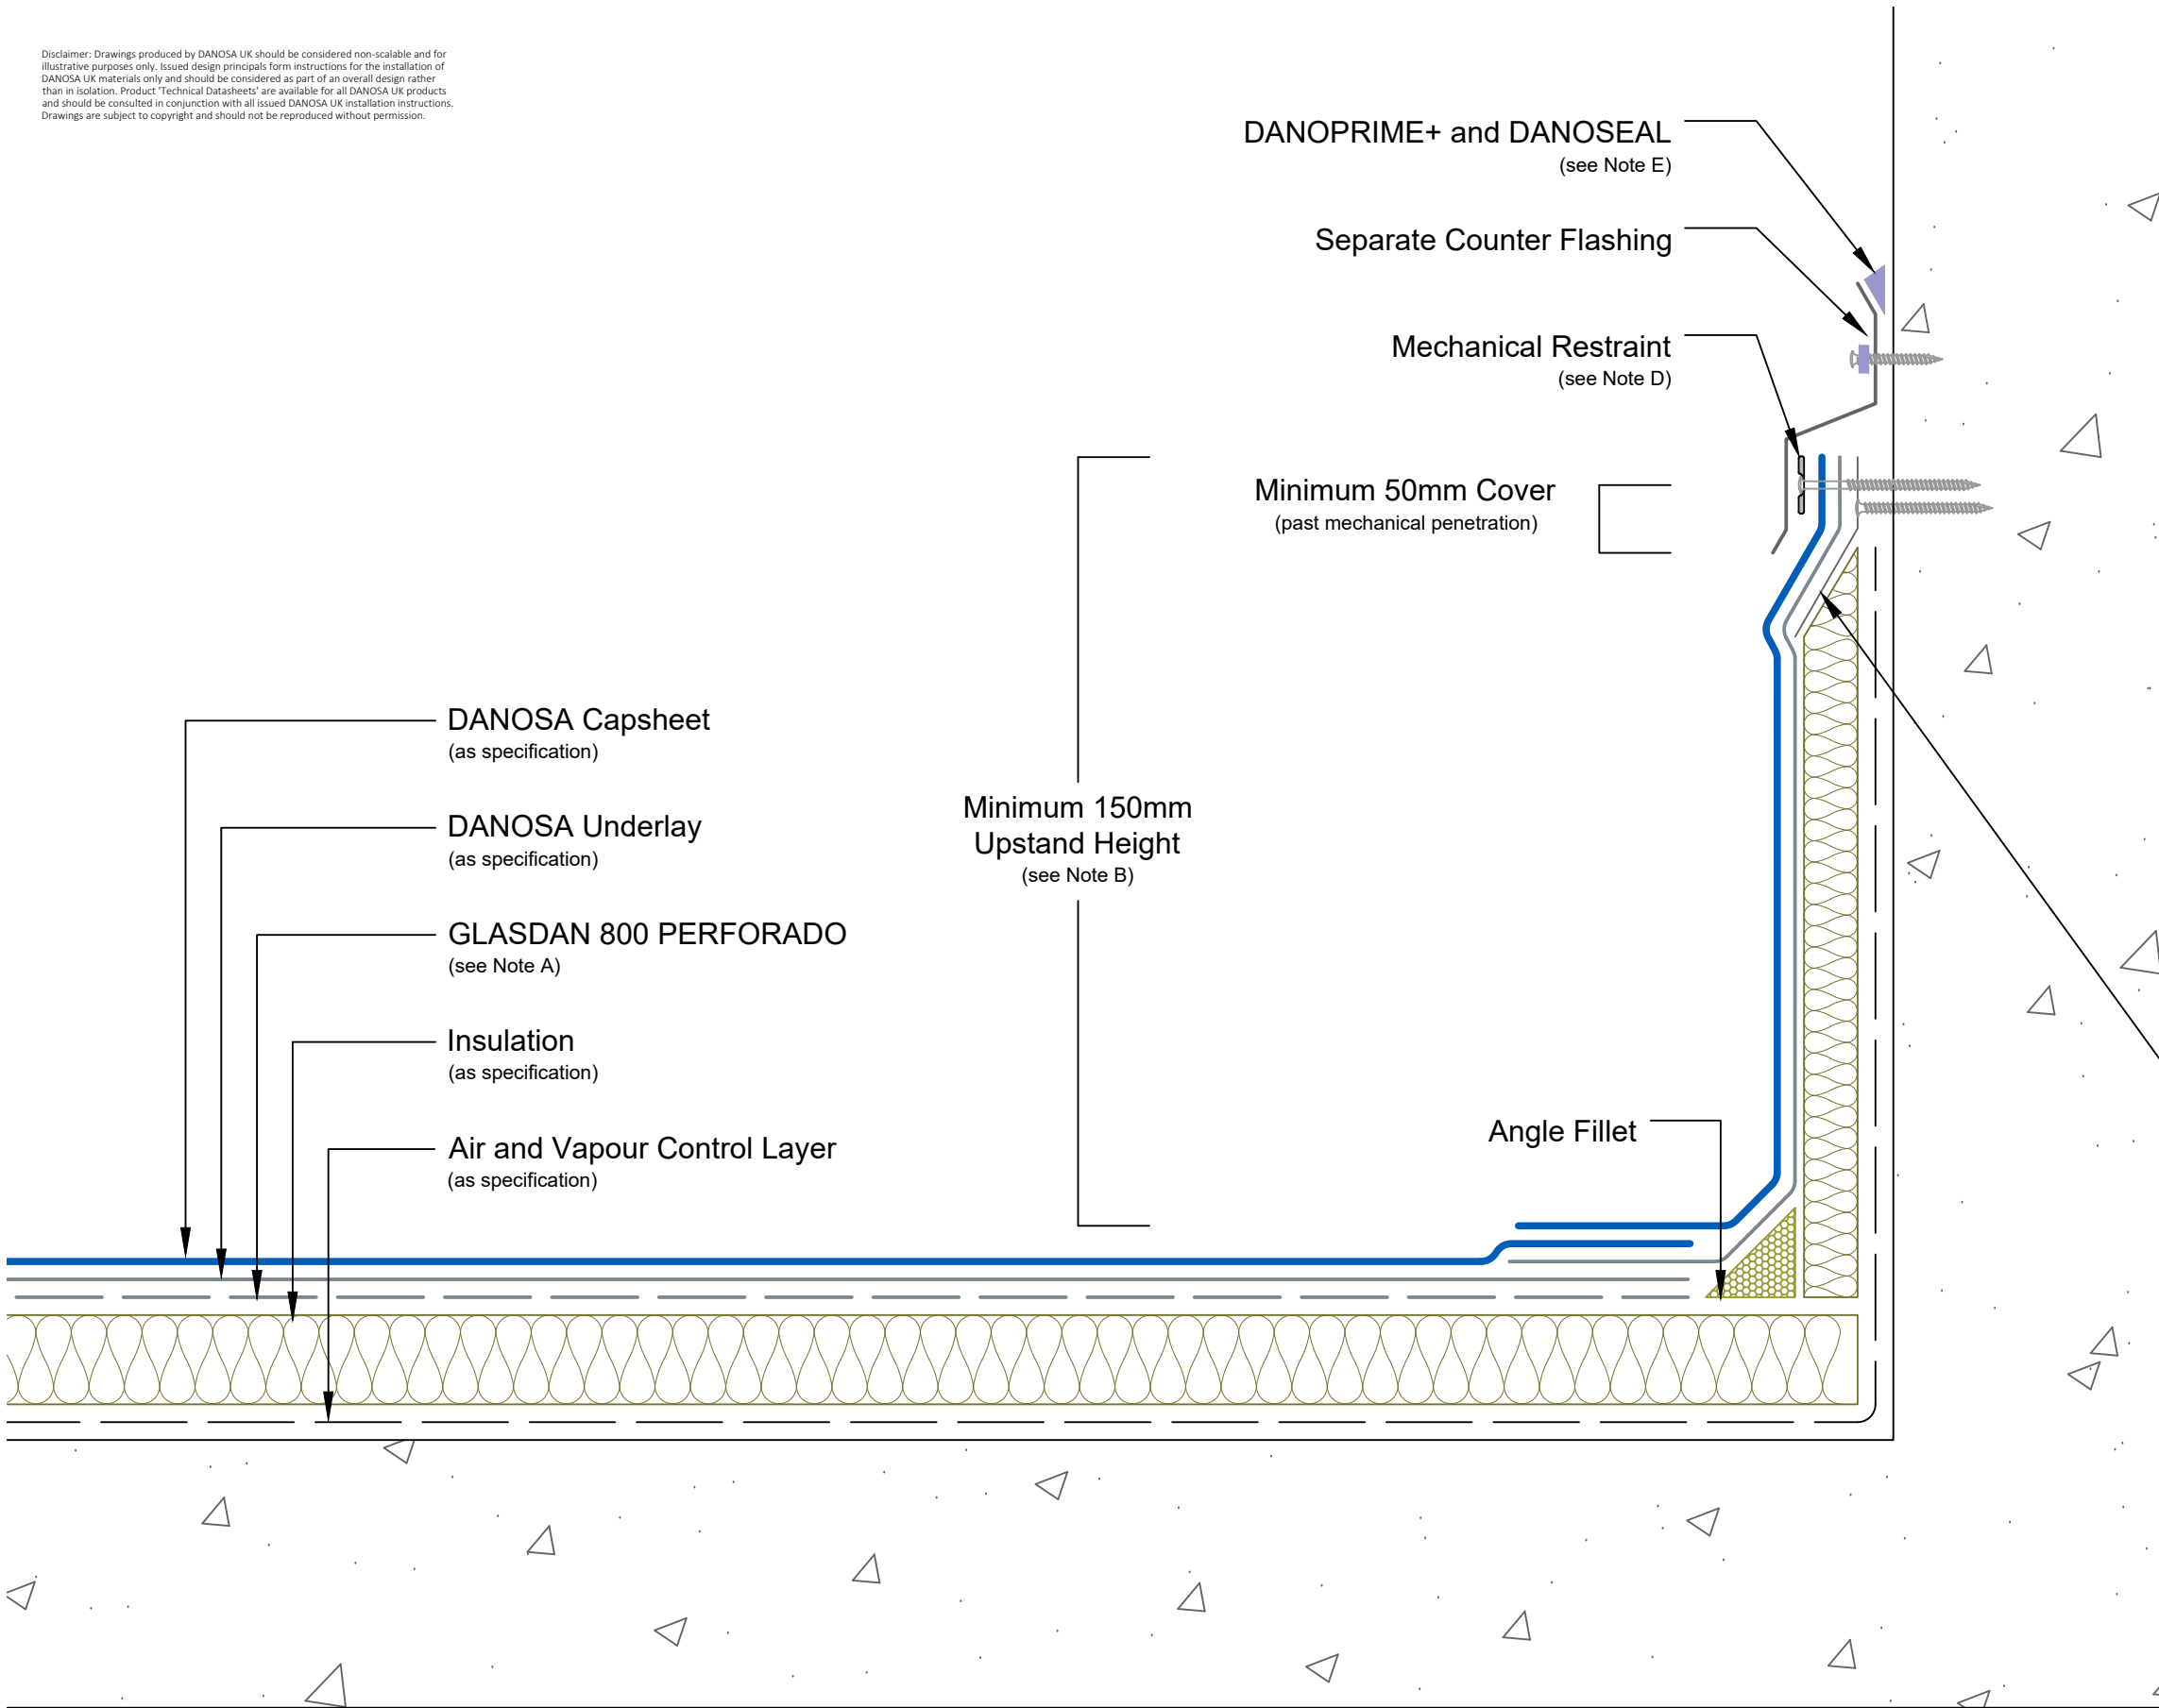 Disclaimer: Drawings produced by DANOSA UK should be considered non-scalable and for
illustrative purposes only. Issued design principals form instructions for the installation of
DANOSA UK materials only and should be considered as part of an overall design rather
than in isolation. Product 'Technical Datasheets' are available for all DANOSA UK products
and should be consulted in conjunction with all issued DANOSA UK installation instructions.
Drawings are subject to copyright and should not be reproduced without permission.
DANOPRIME+ and DANOSEAL
(see Note E)
Separate Counter Flashing
Mechanical Restraint
(see Note D)
Minimum 50mm Cover
(past mechanical penetration)
DANOSA Capsheet
(as specification)
DANOSA Underlay
(as specification)
GLASDAN 800 PERFORADO
(see Note A)
Insulation
(as specification)
Air and Vapour Control Layer
(as specification)
Minimum 150mm
Upstand Height
(see Note B)
Angle Fillet